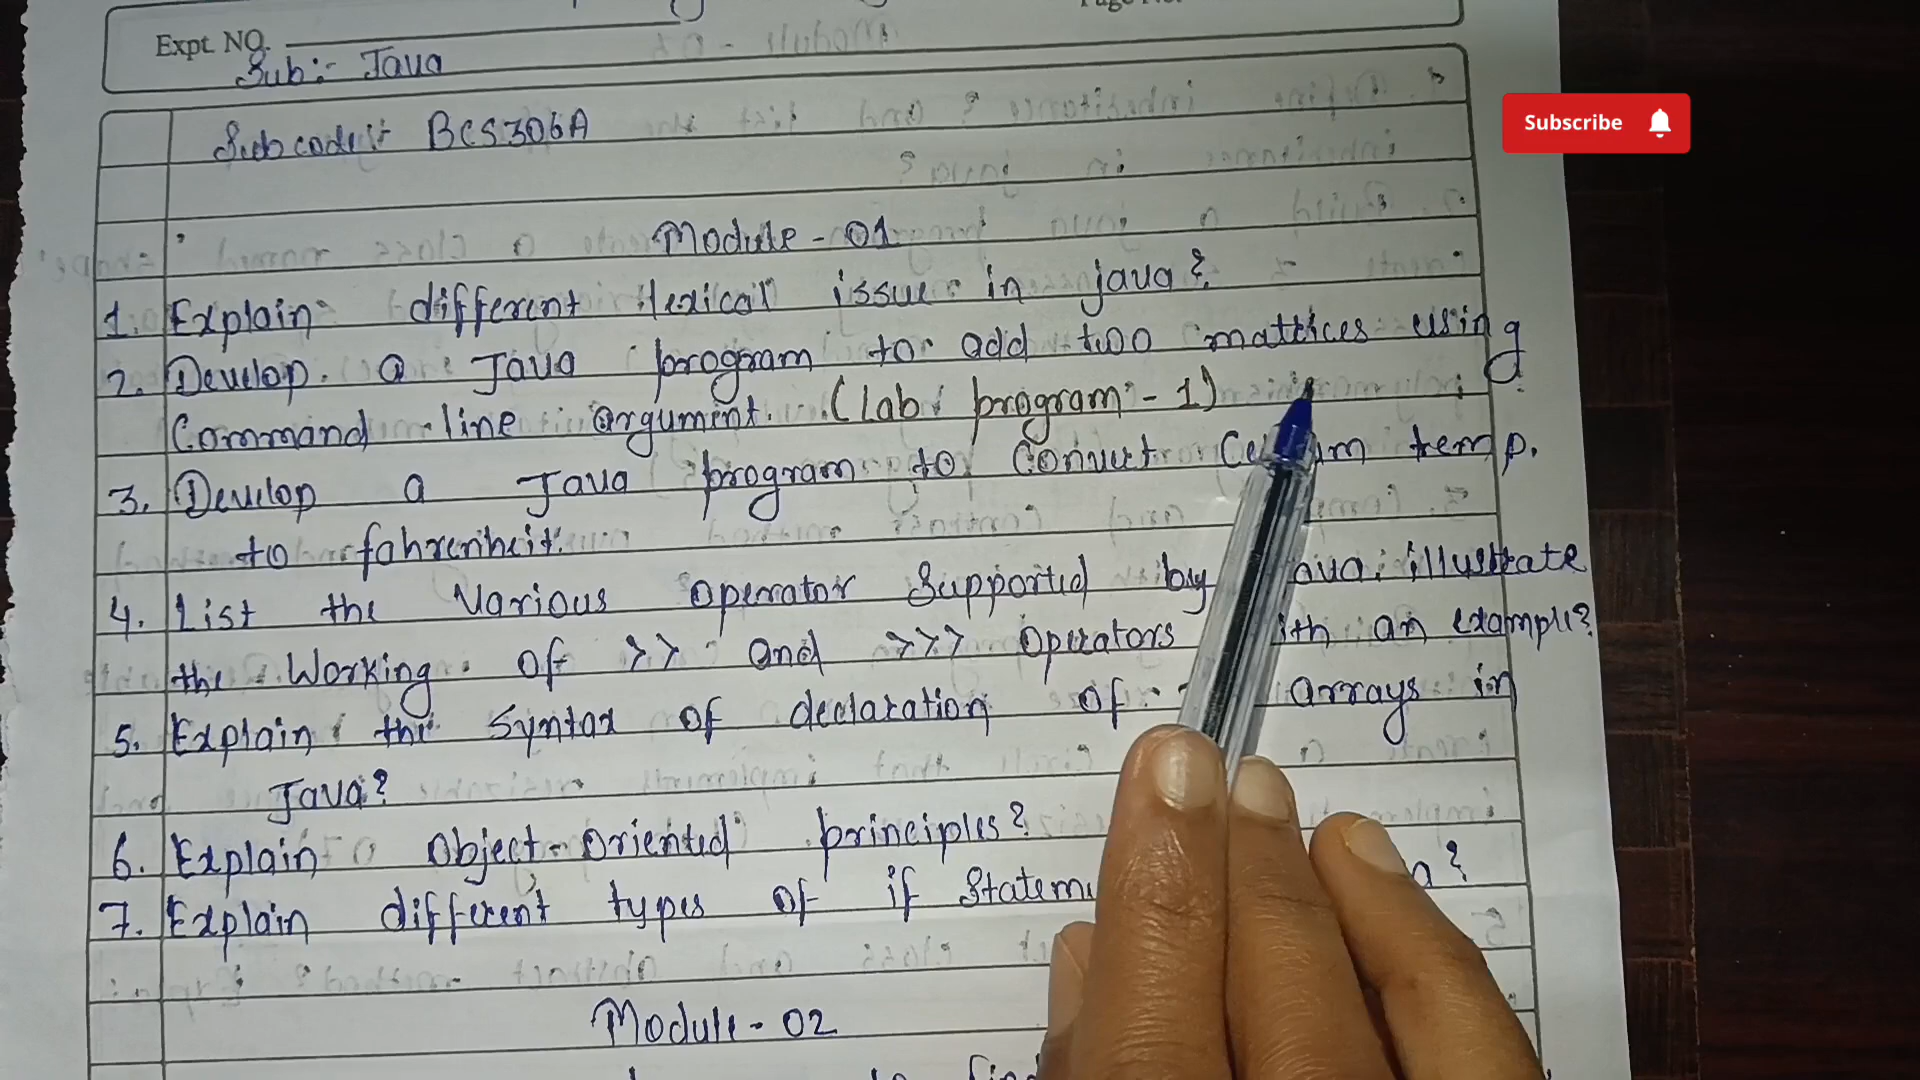 Expt. NO.
Sub:- Java
Subscribe
Sub code:- BCS306A
Module - 01
1. Explain different lexical issue in java?
2. Develop a Java program to add two matrices using
Command line argument. (lab program - 1)
3. Develop a Java program to Convert temp.
to fahrenheit.
4. List the Various operator Supported by illustrate
the Working of >> and >>> operators an example?
5. Explain the Syntax of declaration of arrays in
Java?
6. Explain Object-Oriented principles?
7. Explain different types of if
Module - 02